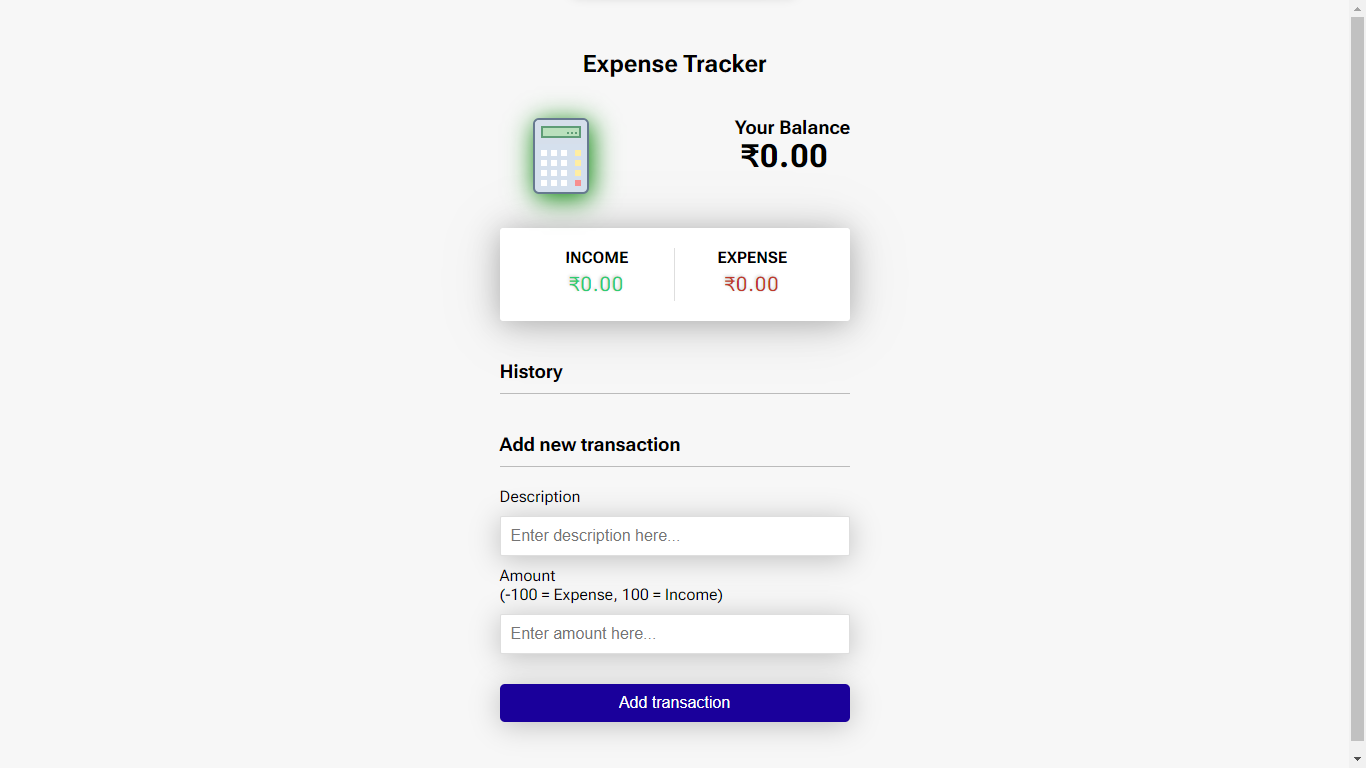 Expense Tracker
Your Balance
₹0.00
INCOME
EXPENSE
₹0.00
₹0.00
History
Add new transaction
Description
Enter description here...
Amount
(-100 = Expense, 100 = Income)
Enter amount here...
Add transaction